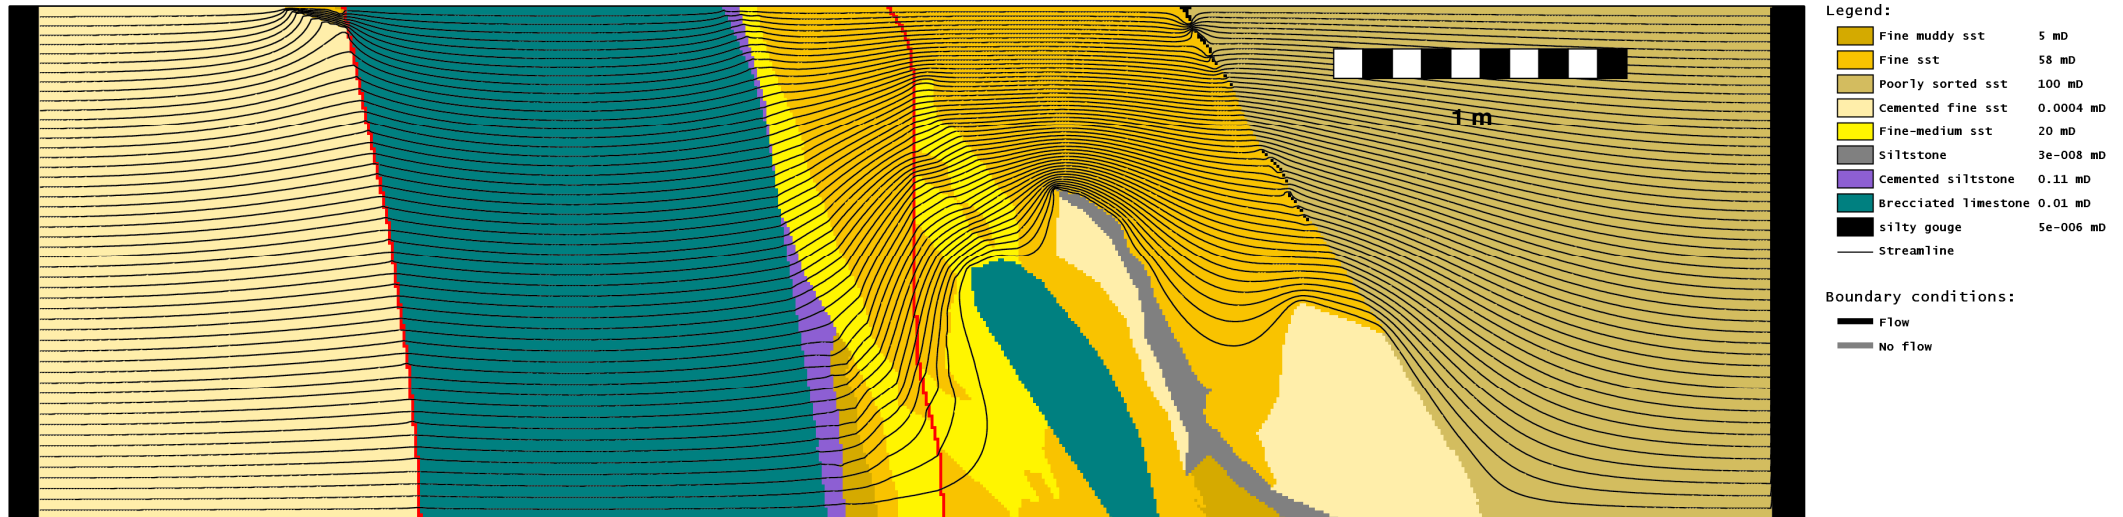 1 m
Legend:
Fine muddy sst 5 mD
Fine sst 58 mD
Poorly sorted sst 100 mD
Cemented fine sst 0.0004 mD
Fine-medium sst 20 mD
Siltstone 3e-008 mD
Cemented siltstone 0.11 mD
Brecciated limestone 0.01 mD
silty gouge 5e-006 mD
Streamline
Boundary conditions:
Flow
No flow